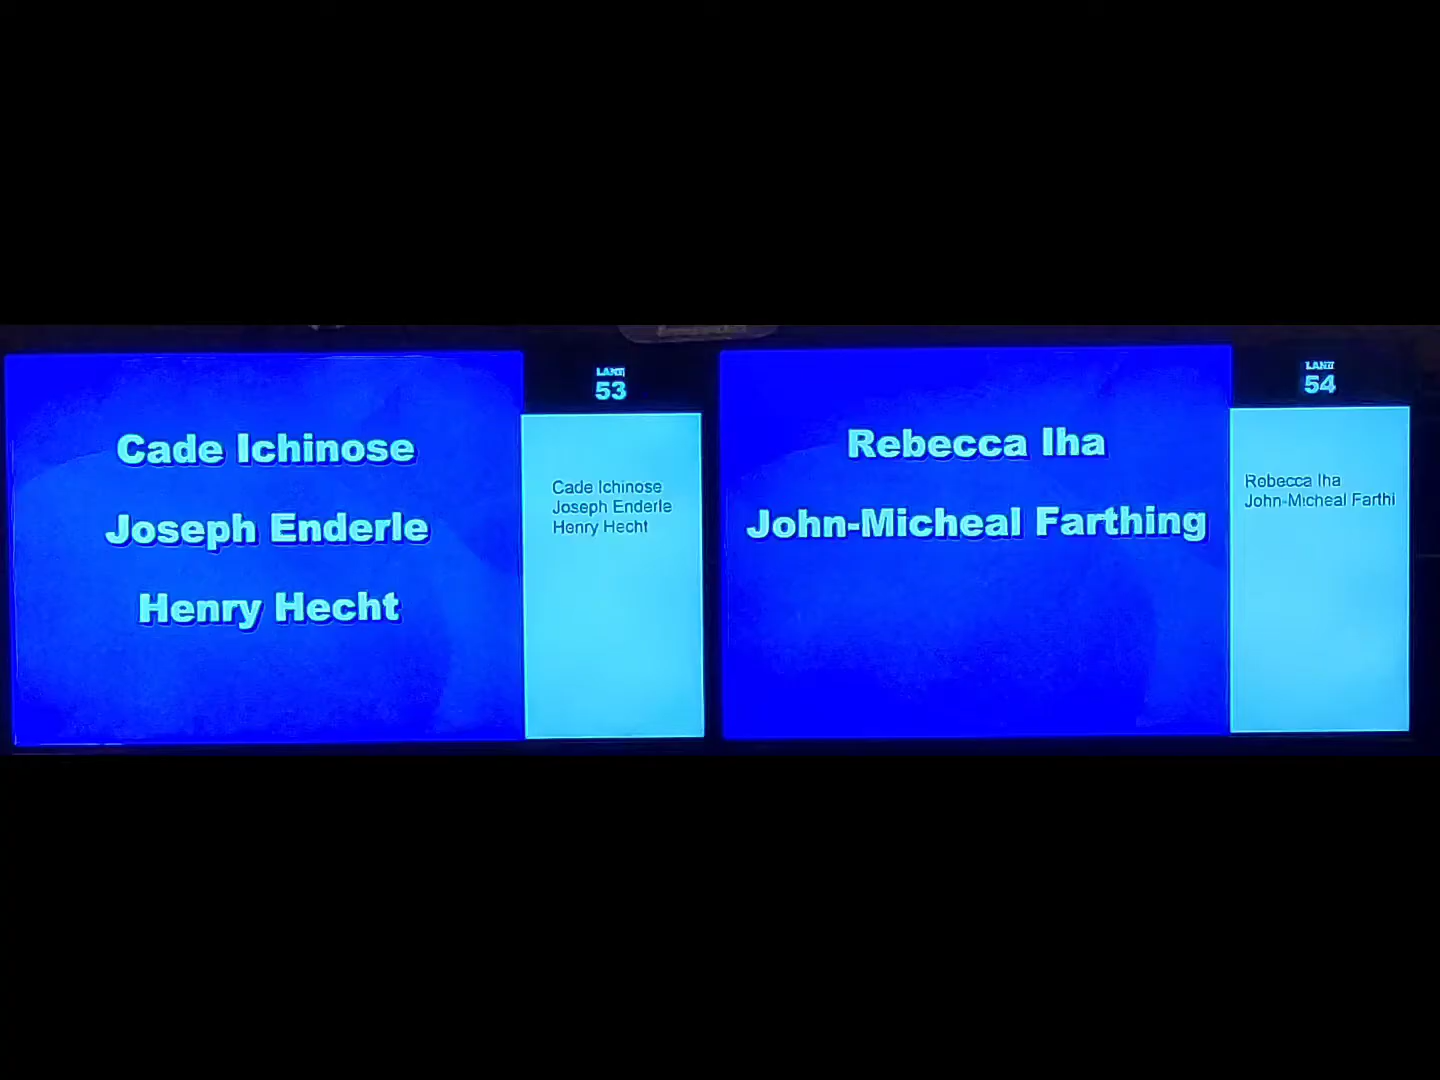 LANE
53
Cade Ichinose
Joseph Enderle
Henry Hecht
Cade Ichinose
Joseph Enderle
Henry Hecht
LANE
54
Rebecca Iha
John-Micheal Farthing
Rebecca Iha
John-Micheal Farthi